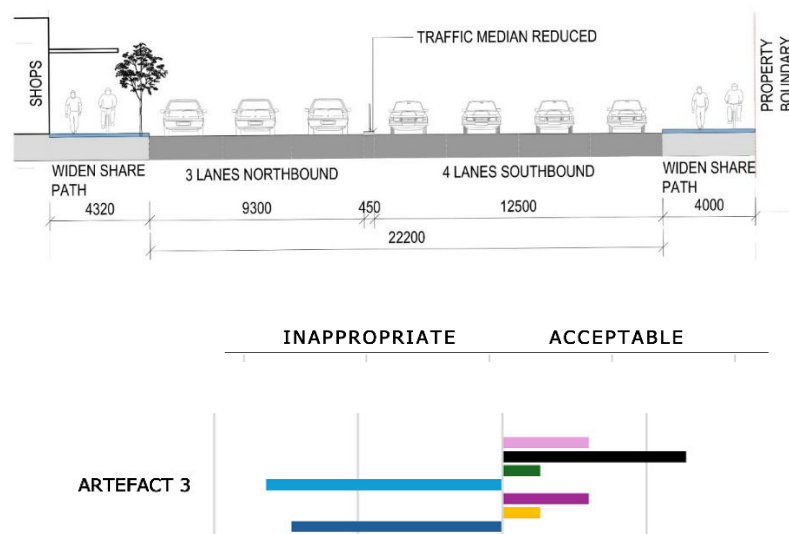 TRAFFIC MEDIAN REDUCED
SHOPS
PROPERTY
BOUNDARY
WIDEN SHARE
PATH
3 LANES NORTHBOUND
4 LANES SOUTHBOUND
WIDEN SHARE
PATH
4320
9300
450
12500
4000
22200
INAPPROPRIATE
ACCEPTABLE
ARTEFACT 3